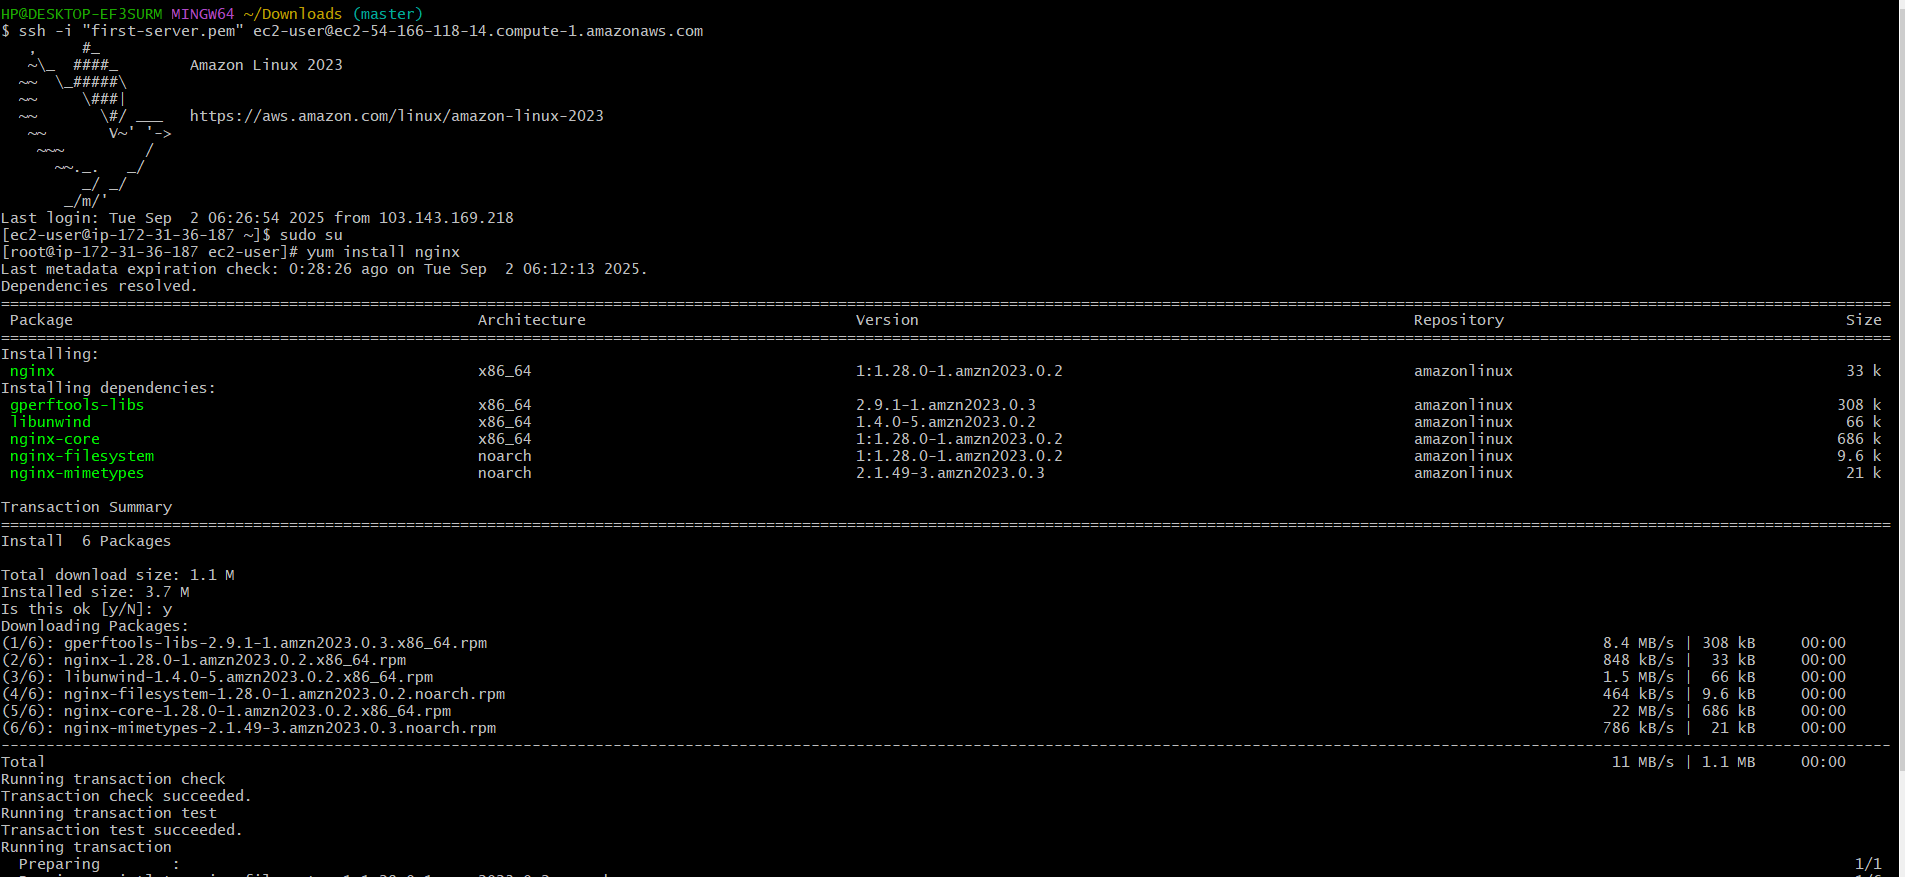 HP@DESKTOP-EF3SURM MINGW64 ~/Downloads (master)
$ ssh -i "first-server.pem" ec2-user@ec2-54-166-118-14.compute-1.amazonaws.com
   ,     #_
   ~\_  ####_        Amazon Linux 2023
  ~~  \_#####\
  ~~     \###|
  ~~       \#/ ___   https://aws.amazon.com/linux/amazon-linux-2023
   ~~       V~' '->
    ~~~         /
      ~~._.   _/
         _/ _/
       _/m/'
Last login: Tue Sep  2 06:26:54 2025 from 103.143.169.218
[ec2-user@ip-172-31-36-187 ~]$ sudo su
[root@ip-172-31-36-187 ec2-user]# yum install nginx
Last metadata expiration check: 0:28:26 ago on Tue Sep  2 06:12:13 2025.
Dependencies resolved.
Package Architecture Version Repository Size
Installing:
nginx x86_64 1:1.28.0-1.amzn2023.0.2 amazonlinux 33 k
Installing dependencies:
gperftools-libs x86_64 2.9.1-1.amzn2023.0.3 amazonlinux 308 k
libunwind x86_64 1.4.0-5.amzn2023.0.2 amazonlinux 66 k
nginx-core x86_64 1:1.28.0-1.amzn2023.0.2 amazonlinux 686 k
nginx-filesystem noarch 1:1.28.0-1.amzn2023.0.2 amazonlinux 9.6 k
nginx-mimetypes noarch 2.1.49-3.amzn2023.0.3 amazonlinux 21 k
Transaction Summary
Install  6 Packages
Total download size: 1.1 M
Installed size: 3.7 M
Is this ok [y/N]: y
Downloading Packages:
(1/6): gperftools-libs-2.9.1-1.amzn2023.0.3.x86_64.rpm 8.4 MB/s | 308 kB 00:00
(2/6): nginx-1.28.0-1.amzn2023.0.2.x86_64.rpm 848 kB/s | 33 kB 00:00
(3/6): libunwind-1.4.0-5.amzn2023.0.2.x86_64.rpm 1.5 MB/s | 66 kB 00:00
(4/6): nginx-filesystem-1.28.0-1.amzn2023.0.2.noarch.rpm 464 kB/s | 9.6 kB 00:00
(5/6): nginx-core-1.28.0-1.amzn2023.0.2.x86_64.rpm 22 MB/s | 686 kB 00:00
(6/6): nginx-mimetypes-2.1.49-3.amzn2023.0.3.noarch.rpm 786 kB/s | 21 kB 00:00
Total 11 MB/s | 1.1 MB 00:00
Running transaction check
Transaction check succeeded.
Running transaction test
Transaction test succeeded.
Running transaction
Preparing : 1/1